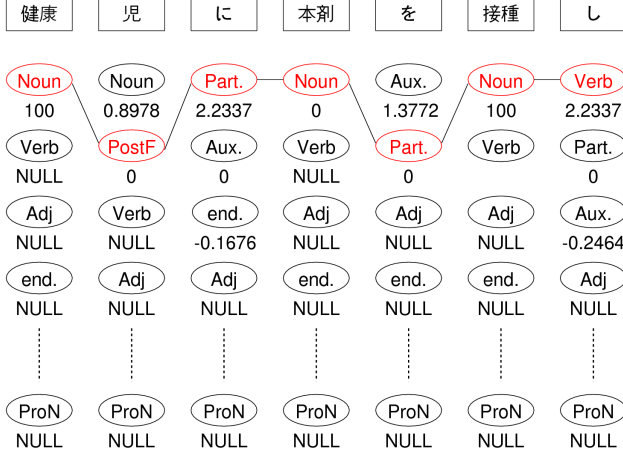 健康 児 に 本剤 を 接種 し
Noun Noun Part. Noun Aux. Noun Verb
100 0.8978 2.2337 0 1.3772 100 2.2337
Verb PostF Aux. Verb Part. Verb Part.
NULL 0 0 NULL 0 0
Adj Verb end. Adj Adj Adj Aux.
NULL NULL -0.1676 NULL NULL NULL -0.2464
end. Adj Adj end. end. end. Adj
NULL NULL NULL NULL NULL NULL NULL
ProN ProN ProN ProN ProN ProN ProN
NULL NULL NULL NULL NULL NULL NULL